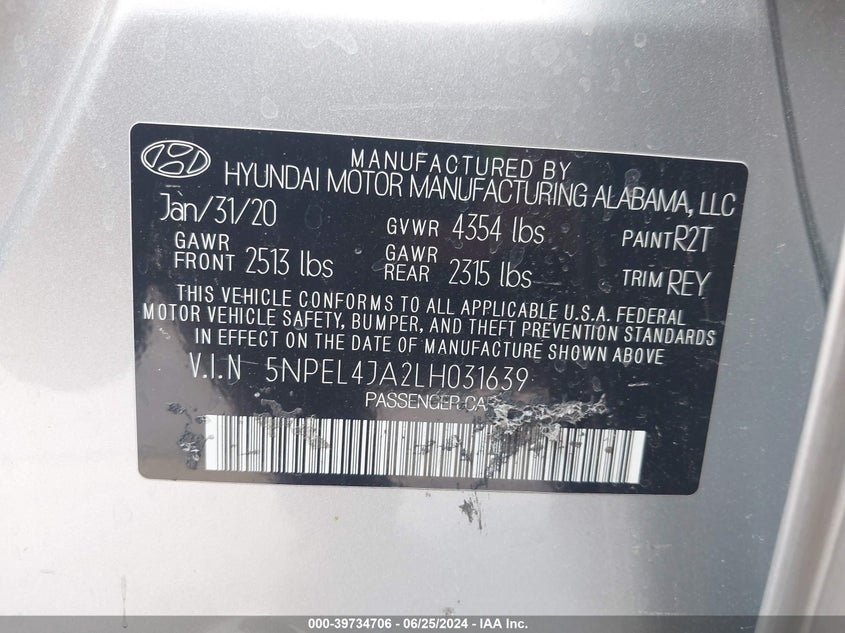 MANUFACTURED BY
HYUNDAI MOTOR MANUFACTURING ALABAMA, LLC
Jan/31/20 GVWR 4354 lbs PAINT R2T
GAWR FRONT 2513 lbs GAWR REAR 2315 lbs TRIM REY
THIS VEHICLE CONFORMS TO ALL APPLICABLE U.S.A. FEDERAL
MOTOR VEHICLE SAFETY, BUMPER, AND THEFT PREVENTION STANDARDS
IN EFFECT ON THE DATE OF MANUFACTURE SHOWN ABOVE
V.I.N 5NPEL4JA2LH031639
PASSENGER CAR
000-39734706 - 06/25/2024 - IAA Inc.